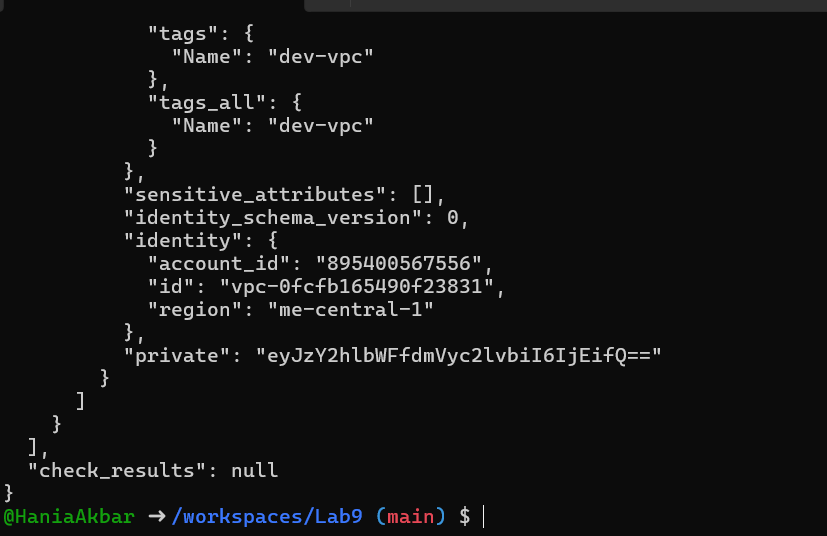 "tags": {
"Name": "dev-vpc"
},
"tags_all": {
"Name": "dev-vpc"
}
},
"sensitive_attributes": [],
"identity_schema_version": 0,
"identity": {
"account_id": "895400567556",
"id": "vpc-0fcfb165490f23831",
"region": "me-central-1"
},
"private": "eyJzY2hlbWFfdmVyc2lvbiI6IjEifQ=="
}
]
}
],
"check_results": null
}
@HaniaAkbar ➜ /workspaces/Lab9 (main) $